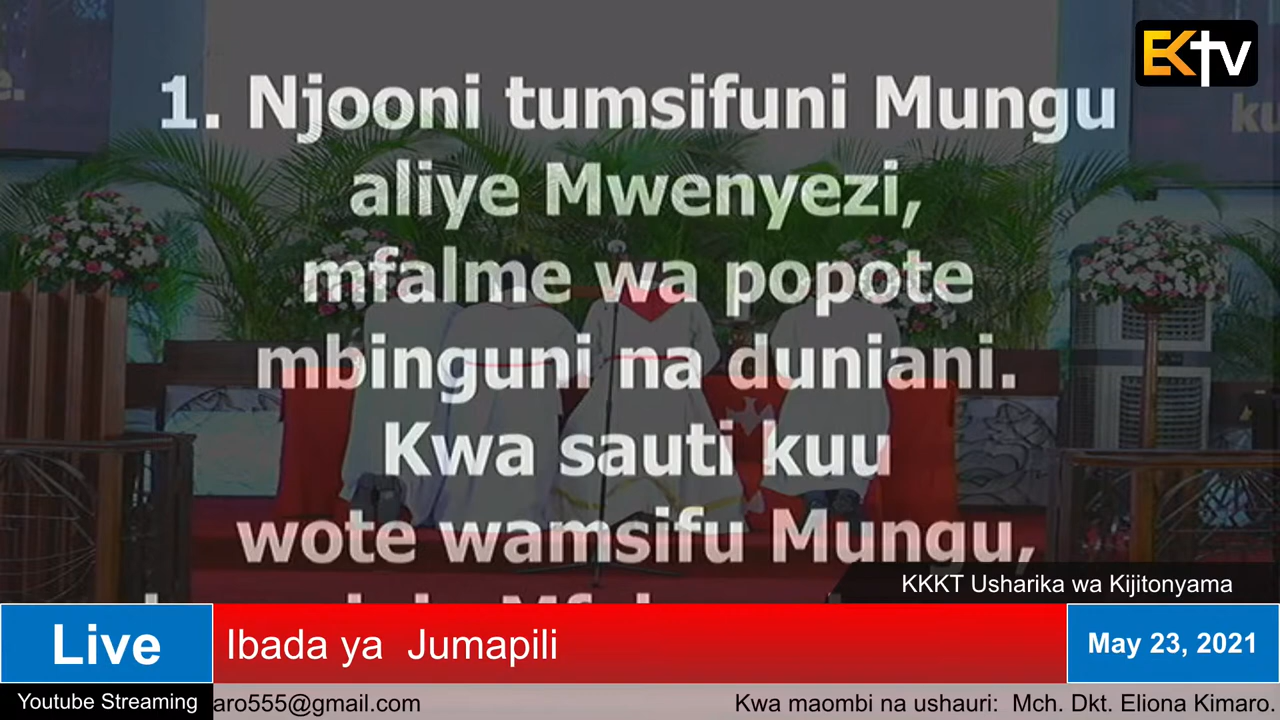 EKtv
1. Njooni tumsifuni Mungu
aliye Mwenyezi,
mfalme wa popote
mbinguni na duniani.
Kwa sauti kuu
wote wamsifu Mungu,
KKKT Usharika wa Kijitonyama
Live
Ibada ya Jumapili
May 23, 2021
Youtube Streaming
aro555@gmail.com
Kwa maombi na ushauri: Mch. Dkt. Eliona Kimaro.